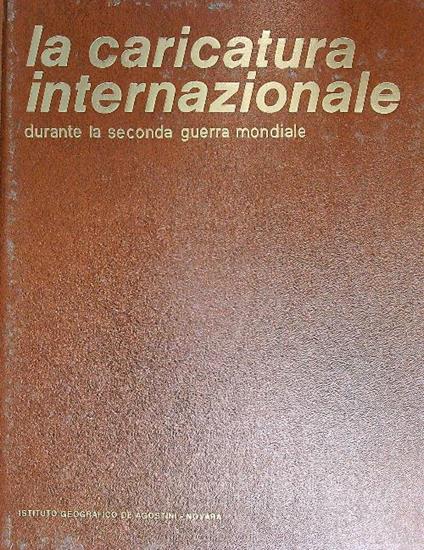 la caricatura
internazionale
durante la seconda guerra mondiale
ISTITUTO GEOGRAFICO DE AGOSTINI - NOVARA